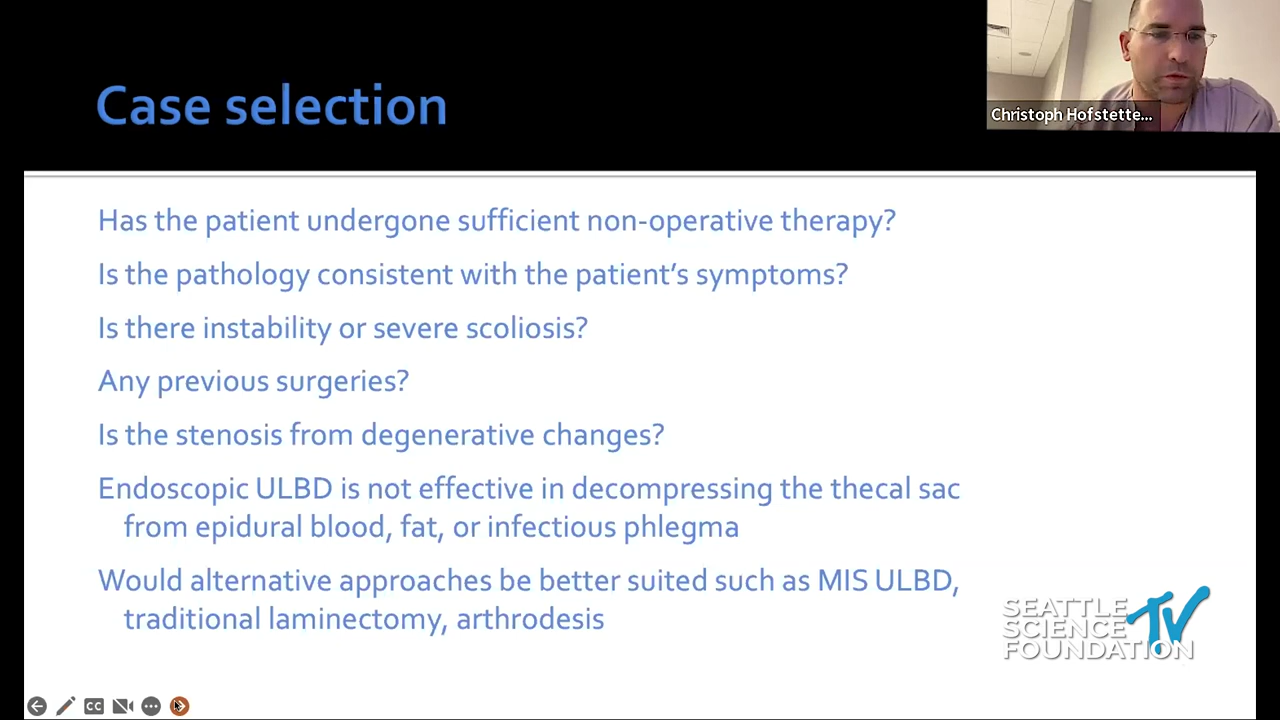 Case selection
Christoph Hofstette...
Has the patient undergone sufficient non-operative therapy?
Is the pathology consistent with the patient's symptoms?
Is there instability or severe scoliosis?
Any previous surgeries?
Is the stenosis from degenerative changes?
Endoscopic ULBD is not effective in decompressing the thecal sac
from epidural blood, fat, or infectious phlegma
Would alternative approaches be better suited such as MIS ULBD,
traditional laminectomy, arthrodesis
SEATTLE
SCIENCE
FOUNDATION
TV
CC